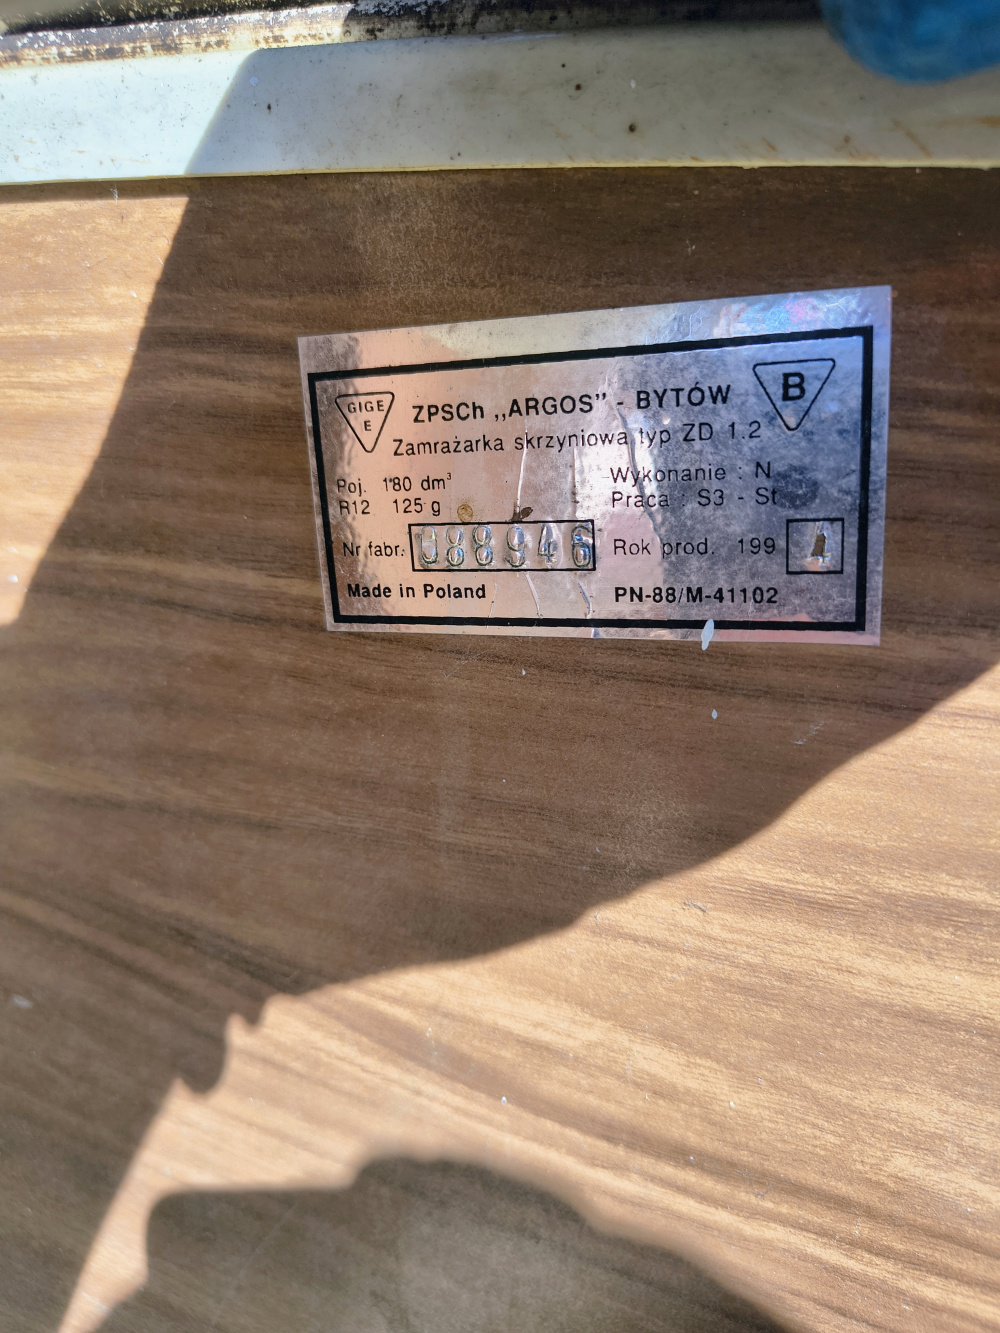 GIGE
E
ZPSCh ,,ARGOS" - BYTÓW
B
Zamrażarka skrzyniowa typ ZD 1.2
Poj. 180 dm³
Wykonanie : N
R12 125 g
Praca : S3 - St
Nr fabr.: 088946
Rok prod. 199
Made in Poland
PN-88/M-41102